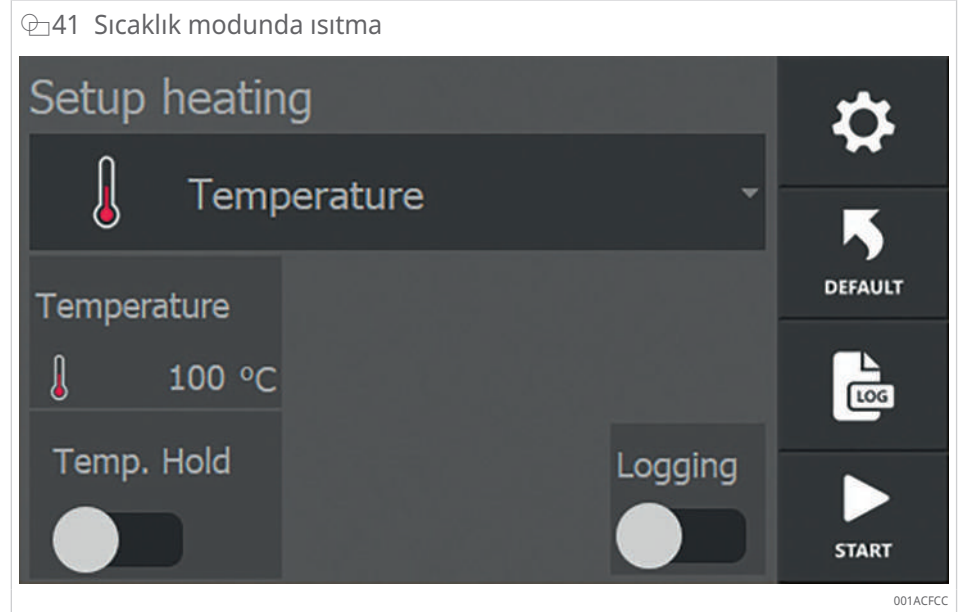 41 Sıcaklık modunda ısıtma
Setup heating
Temperature
DEFAULT
Temperature
100 °C
LOG
Temp. Hold
Logging
START
001ACFCC